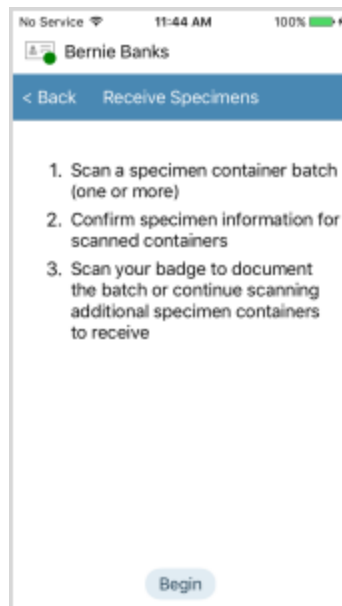 No Service 11:44 AM 100%
Bernie Banks
< Back Receive Specimens
1. Scan a specimen container batch
(one or more)
2. Confirm specimen information for
scanned containers
3. Scan your badge to document
the batch or continue scanning
additional specimen containers
to receive
Begin